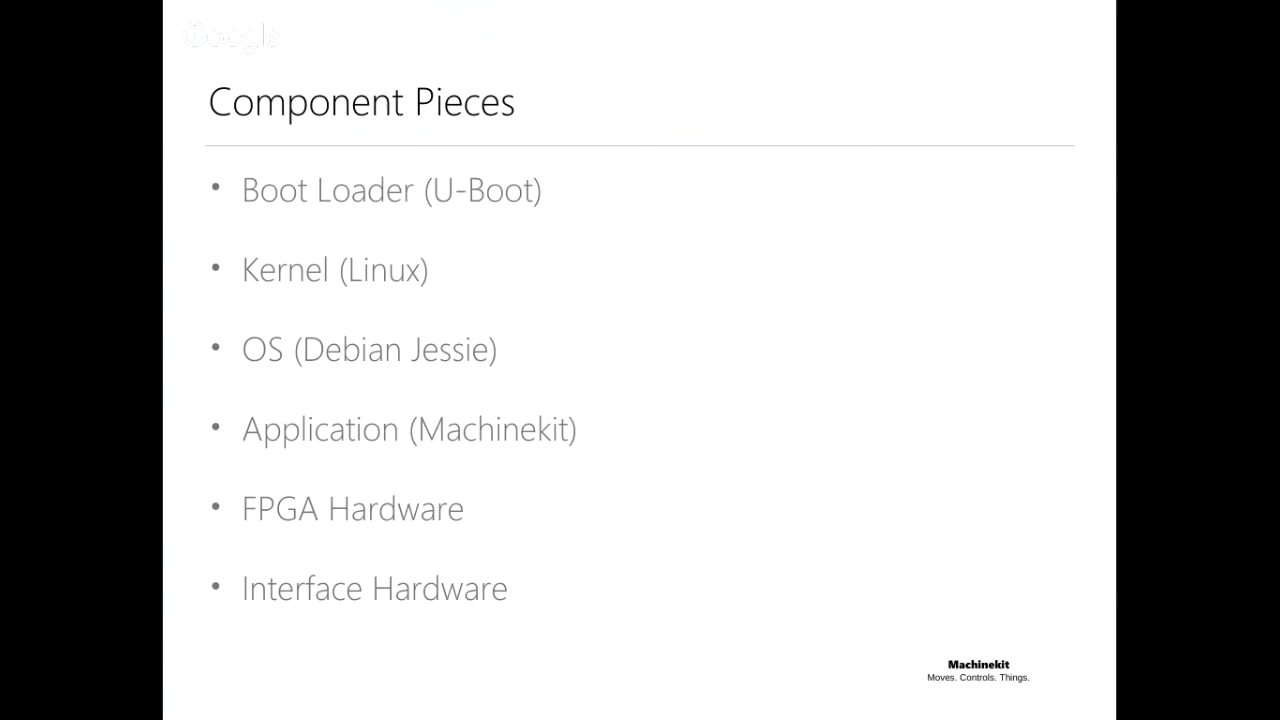 Google
Component Pieces
• Boot Loader (U-Boot)
• Kernel (Linux)
• OS (Debian Jessie)
• Application (Machinekit)
• FPGA Hardware
• Interface Hardware
Machinekit
Moves. Controls. Things.